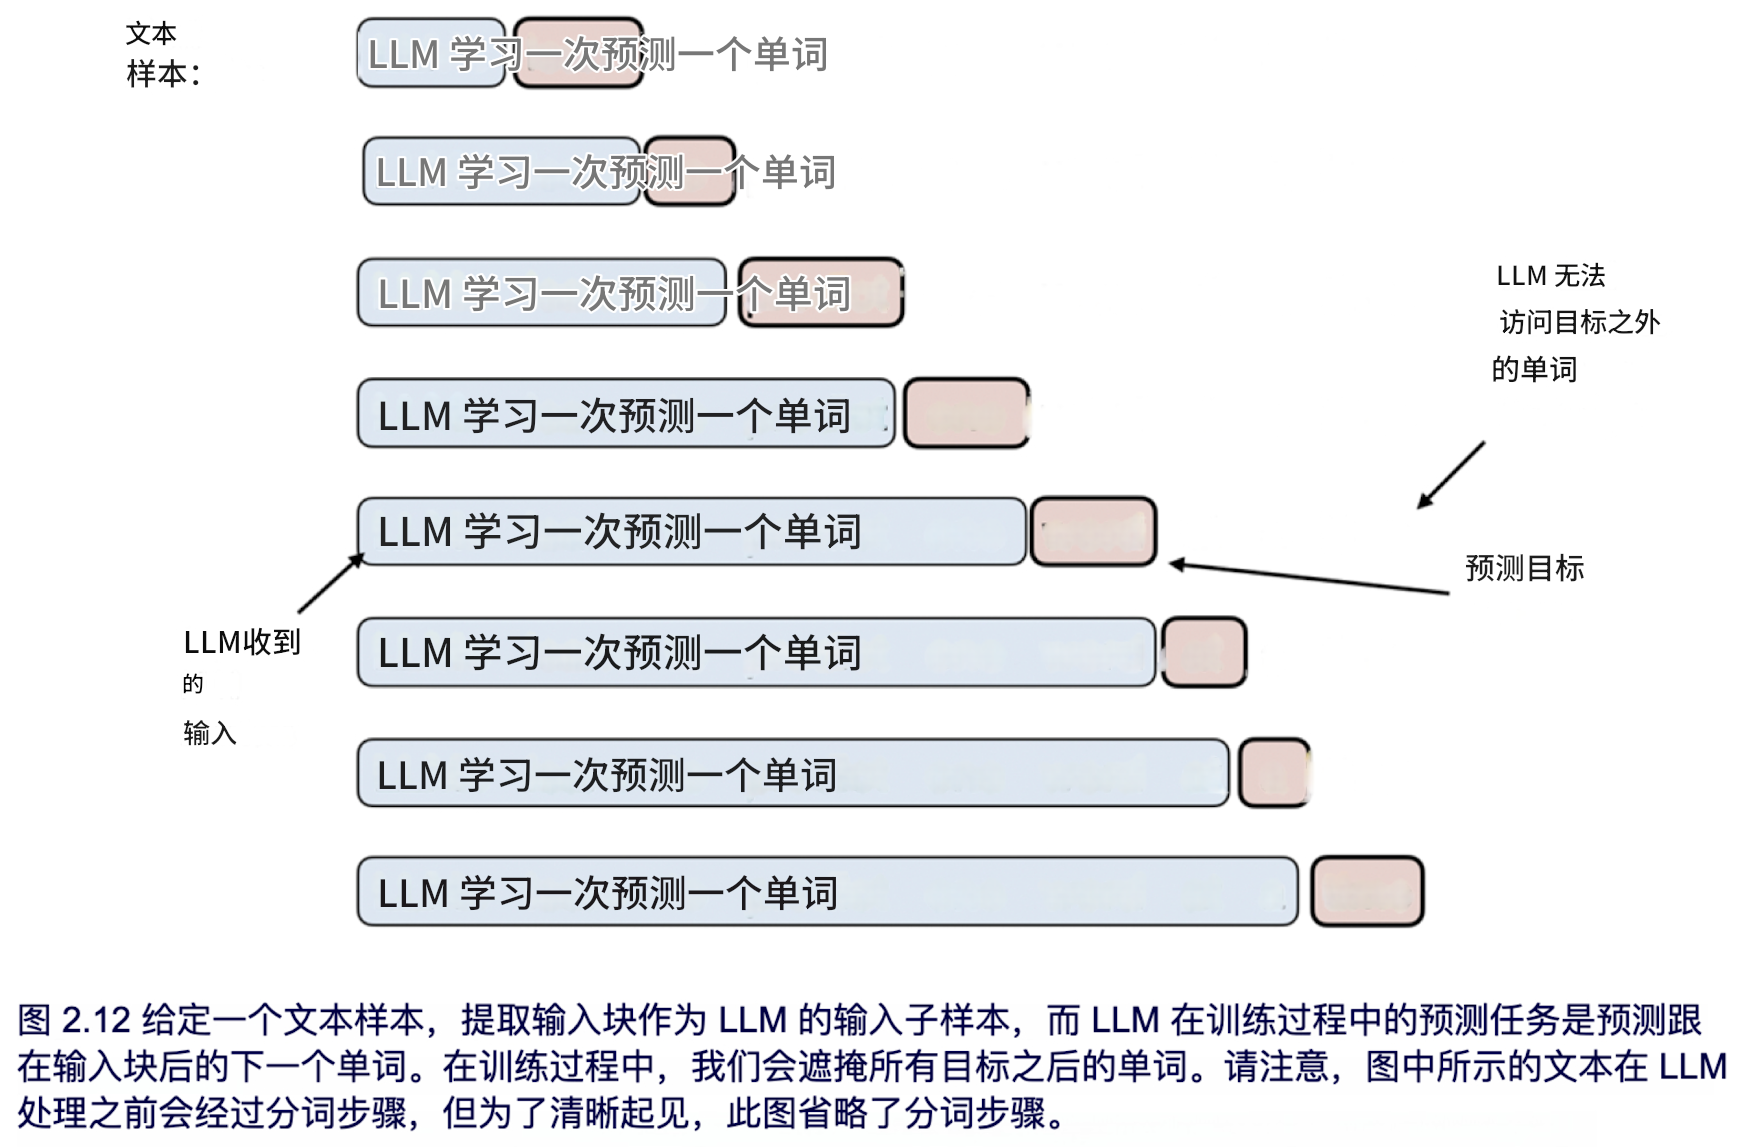 文本
样本：
LLM 学习一次预测一个单词
LLM 学习一次预测一个单词
LLM 学习一次预测一个单词
LLM 无法
访问目标之外
的单词
LLM 学习一次预测一个单词
LLM 学习一次预测一个单词
预测目标
LLM收到
的
输入
LLM 学习一次预测一个单词
LLM 学习一次预测一个单词
LLM 学习一次预测一个单词
图 2.12 给定一个文本样本，提取输入块作为 LLM 的输入子样本，而 LLM 在训练过程中的预测任务是预测跟
在输入块后的下一个单词。在训练过程中，我们会遮掩所有目标之后的单词。请注意，图中所示的文本在 LLM
处理之前会经过分词步骤，但为了清晰起见，此图省略了分词步骤。